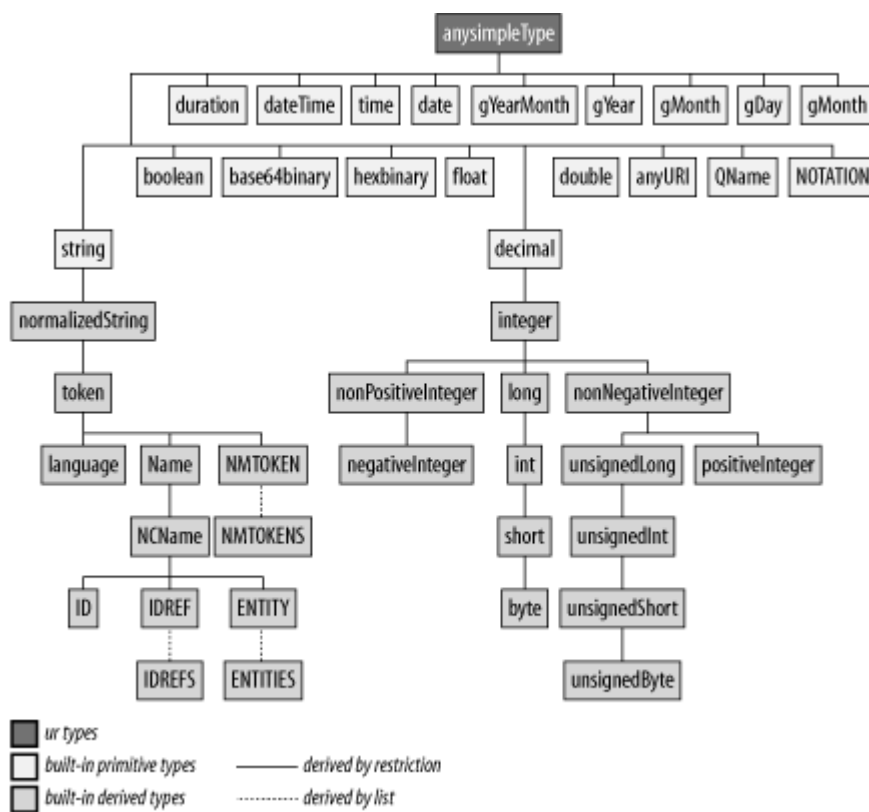 anysimpleType
duration dateTime time date gYearMonth gYear gMonth gDay gMonth
boolean base64binary hexbinary float double anyURI QName NOTATION
string decimal
normalizedString integer
token nonPositiveInteger long nonNegativeInteger
language Name NMTOKEN negativeInteger int unsignedLong positiveInteger
NCName NMTOKENS short unsignedInt
ID IDREF ENTITY byte unsignedShort
IDREFS ENTITIES unsignedByte
ur types
built-in primitive types derived by restriction
built-in derived types derived by list